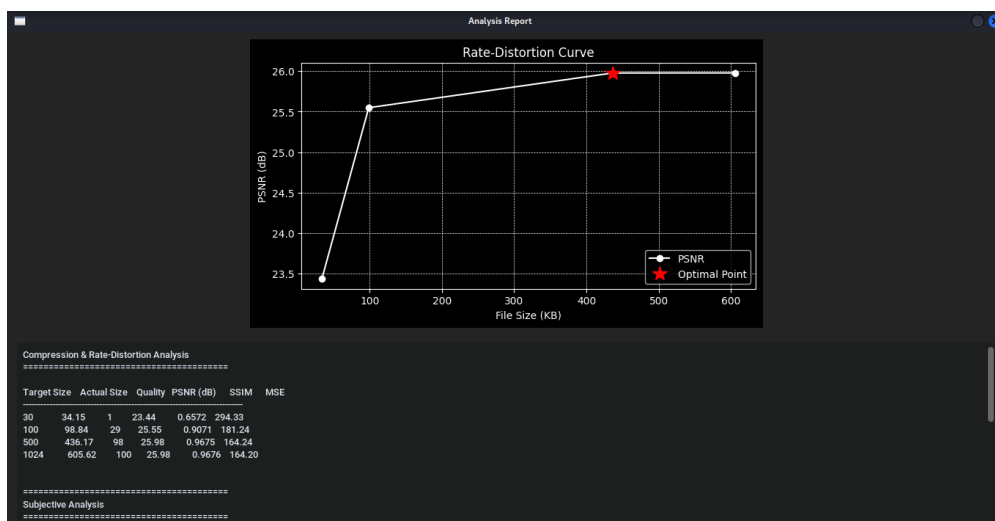 Analysis Report
Rate-Distortion Curve
26.0
25.5
25.0
24.5
24.0
23.5
PSNR (dB)
PSNR
Optimal Point
100 200 300 400 500 600
File Size (KB)
Compression & Rate-Distortion Analysis
========================================
Target Size Actual Size Quality PSNR (dB) SSIM MSE
----------------------------------------------------------------------
30 34.15 1 23.44 0.6572 294.33
100 98.84 29 25.55 0.9071 181.24
500 436.17 98 25.98 0.9675 164.24
1024 605.62 100 25.98 0.9676 164.20
========================================
Subjective Analysis
========================================